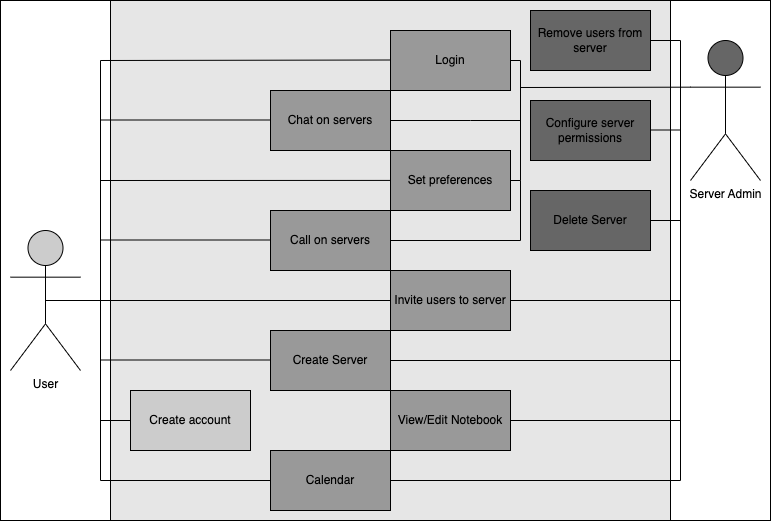 Remove users from
server
Login
Chat on servers
Configure server
permissions
Set preferences
Server Admin
Delete Server
Call on servers
Invite users to server
Create Server
User
Create account
View/Edit Notebook
Calendar